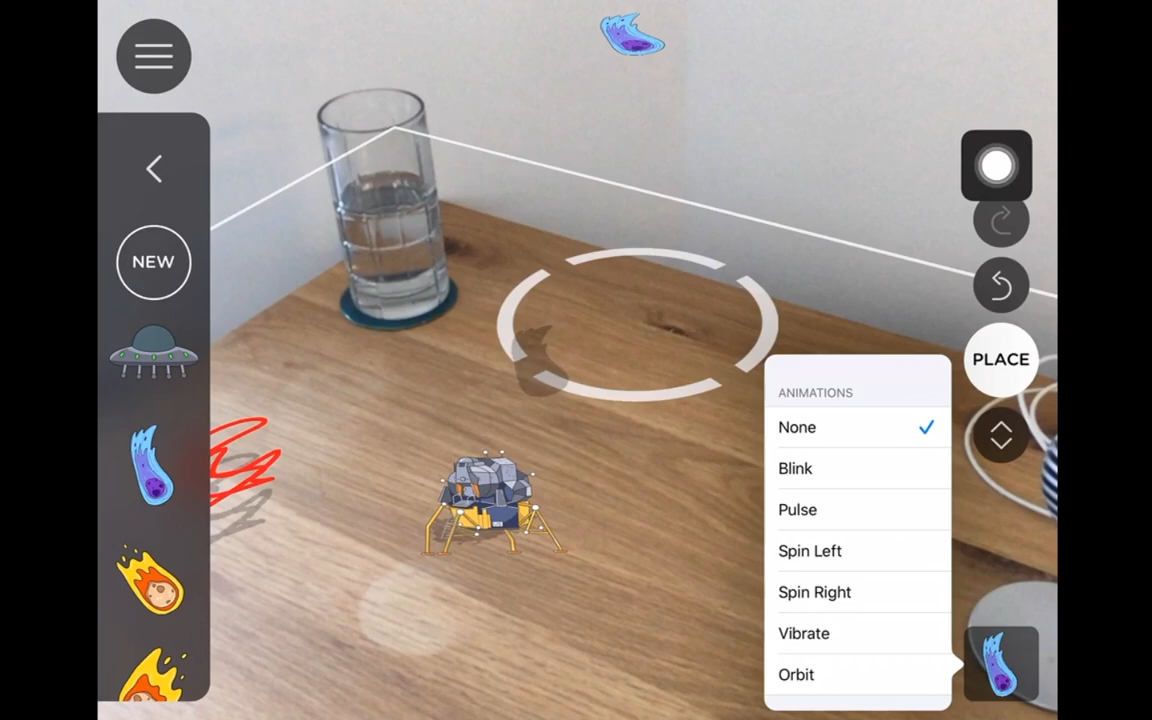 NEW
PLACE
ANIMATIONS
None
Blink
Pulse
Spin Left
Spin Right
Vibrate
Orbit